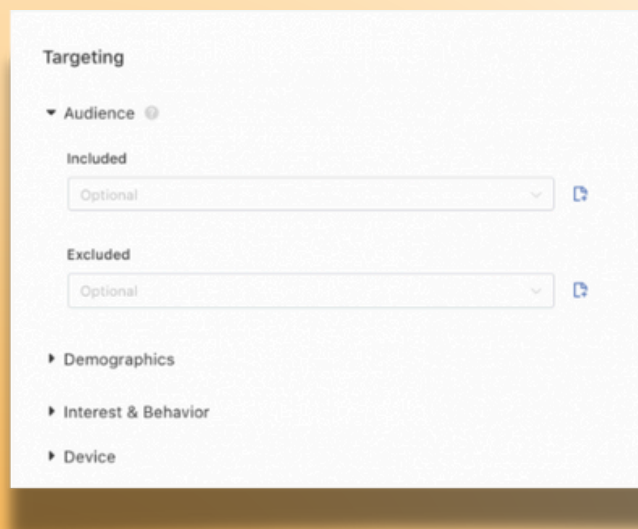 Targeting
Audience
Included
Optional
Excluded
Optional
Demographics
Interest & Behavior
Device